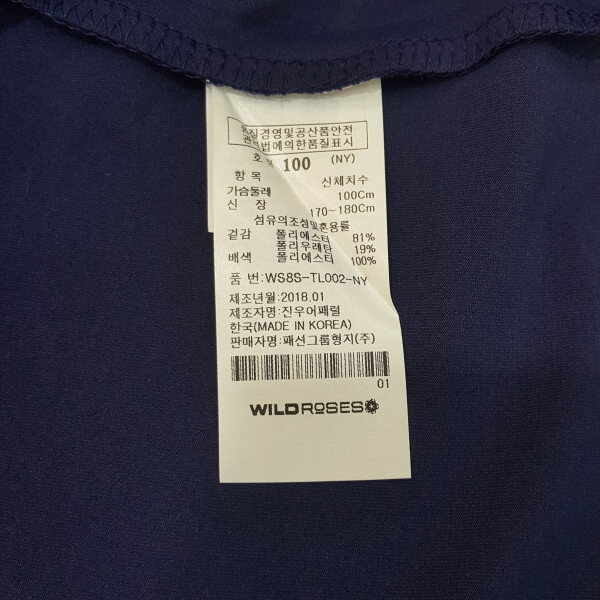 품질경영및공산품안전
관리법에의한품질표시
호칭 100 (NY)
항 목 신체치수
가슴둘레 100Cm
신 장 170~180Cm
섬유의조성및혼용률
겉감 폴리에스터 81%
폴리우레탄 19%
배색 폴리에스터 100%
품 번:WS8S-TL002-NY
제조년월:2018.01
제조자명:진우어패럴
한국(MADE IN KOREA)
판매자명:패션그룹형지(주)
01
WILDROSES